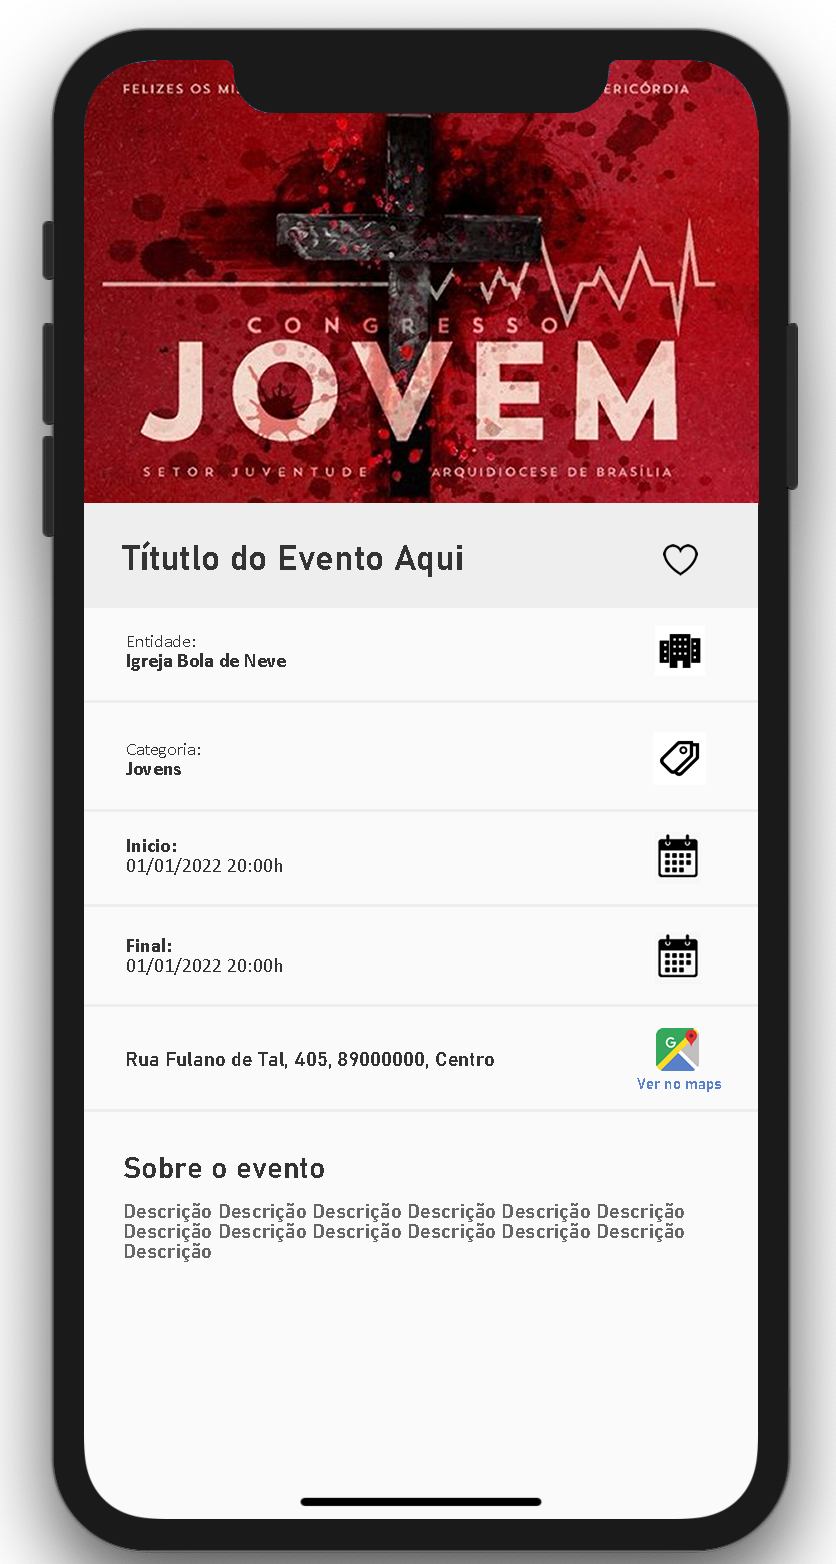 FELIZES OS MI
ERICÓRDIA
CONGRESSO
JOVEM
SETOR JUVENTUDE ARQUIDIOCESE DE BRASÍLIA
Títutlo do Evento Aqui
Entidade:
Igreja Bola de Neve
Categoria:
Jovens
Inicio:
01/01/2022 20:00h
Final:
01/01/2022 20:00h
Rua Fulano de Tal, 405, 89000000, Centro
G
Ver no maps
Sobre o evento
Descrição Descrição Descrição Descrição Descrição Descrição
Descrição Descrição Descrição Descrição Descrição Descrição
Descrição